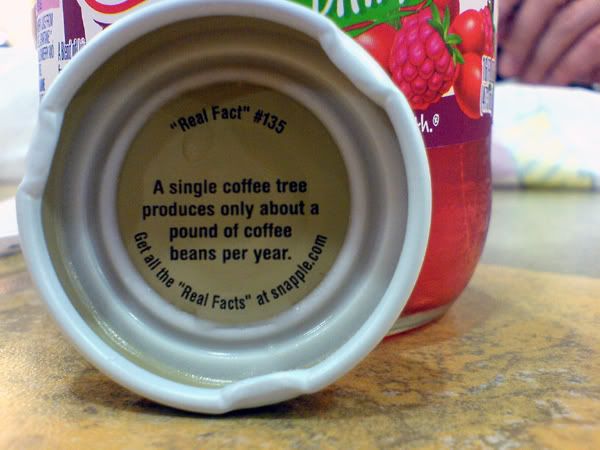 "Real Fact" #135
A single coffee tree
produces only about a
pound of coffee
beans per year.
Get all the "Real Facts" at snapple.com